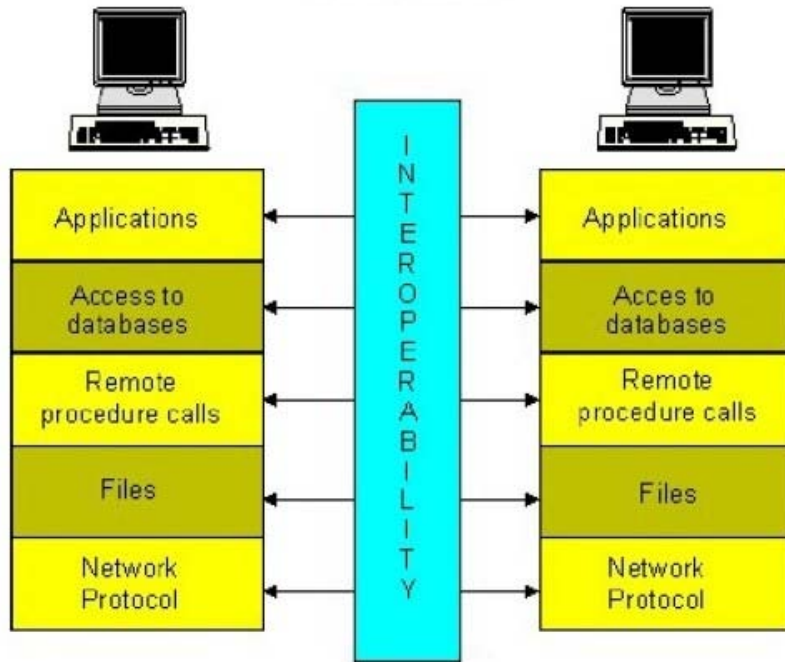 Applications
Access to
databases
Remote
procedure calls
Files
Network
Protocol
INTEROPERABILITY
Applications
Acces to
databases
Remote
procedure calls
Files
Network
Protocol